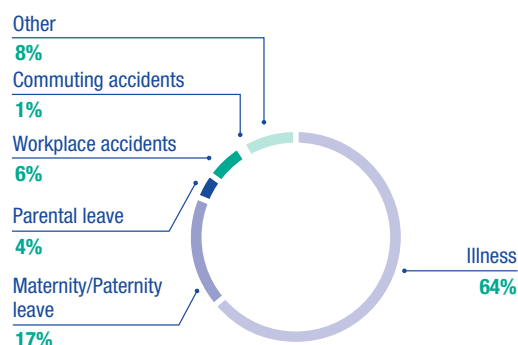 Other
8%
Commuting accidents
1%
Workplace accidents
6%
Parental leave
4%
Maternity/Paternity
leave
17%
Illness
64%